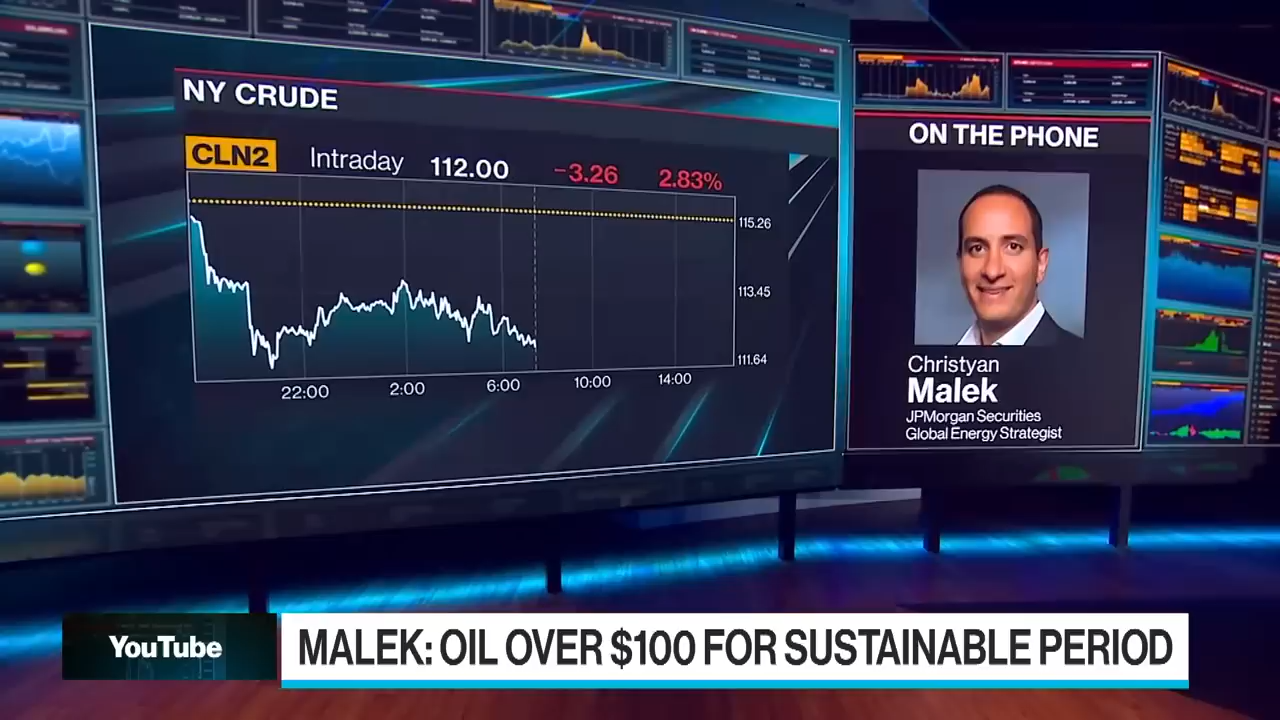 NY CRUDE
CLN2 Intraday 112.00 -3.26 2.83%
115.26
113.45
111.64
22:00 2:00 6:00 10:00 14:00
ON THE PHONE
Christyan
Malek
JPMorgan Securities
Global Energy Strategist
YouTube
MALEK: OIL OVER $100 FOR SUSTAINABLE PERIOD